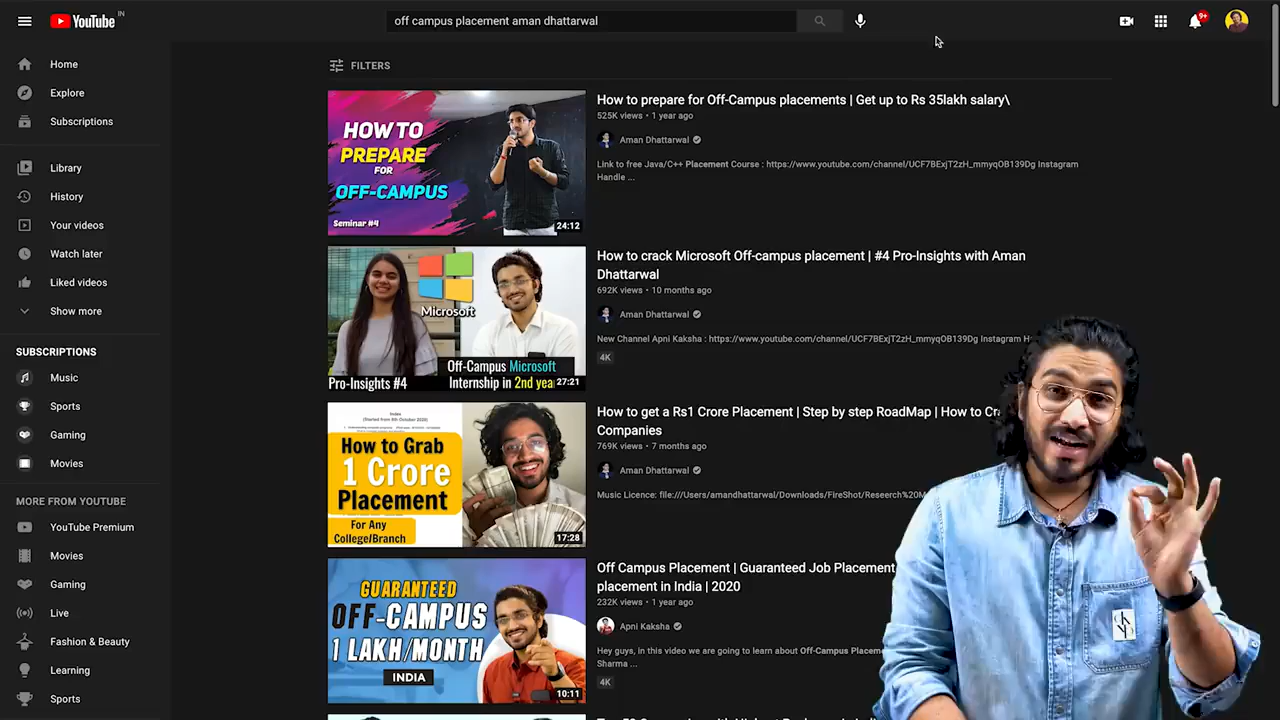 YouTube IN
off campus placement aman dhattarwal
9+
Home
Explore
Subscriptions
Library
History
Your videos
Watch later
Liked videos
Show more
SUBSCRIPTIONS
Music
Sports
Gaming
Movies
MORE FROM YOUTUBE
YouTube Premium
Movies
Gaming
Live
Fashion & Beauty
Learning
Sports
FILTERS
HOW TO
PREPARE
FOR
OFF-CAMPUS
Seminar #4
24:12
How to prepare for Off-Campus placements | Get up to Rs 35lakh salary\
525K views • 1 year ago
Aman Dhattarwal
Link to free Java/C++ Placement Course : https://www.youtube.com/channel/UCF7BExjT2zH_mmyqOB139Dg Instagram
Handle ...
Microsoft
Off-Campus Microsoft
Pro-Insights #4
Internship in 2nd yea
27:21
How to crack Microsoft Off-campus placement | #4 Pro-Insights with Aman
Dhattarwal
692K views • 10 months ago
Aman Dhattarwal
New Channel Apni Kaksha : https://www.youtube.com/channel/UCF7BExjT2zH_mmyqOB139Dg Instagram H
4K
How to Grab
1 Crore
Placement
For Any
College/Branch
17:28
How to get a Rs1 Crore Placement | Step by step RoadMap | How to Cr
Companies
769K views • 7 months ago
Aman Dhattarwal
Music Licence: file:///Users/amandhattarwal/Downloads/FireShot/Reseerch%20M
GUARANTEED
OFF-CAMPUS
1 LAKH/MONTH
INDIA
10:11
Off Campus Placement | Guaranteed Job Placement
placement in India | 2020
232K views • 1 year ago
Apni Kaksha
Hey guys, in this video we are going to learn about Off-Campus Placeme
Sharma ...
4K